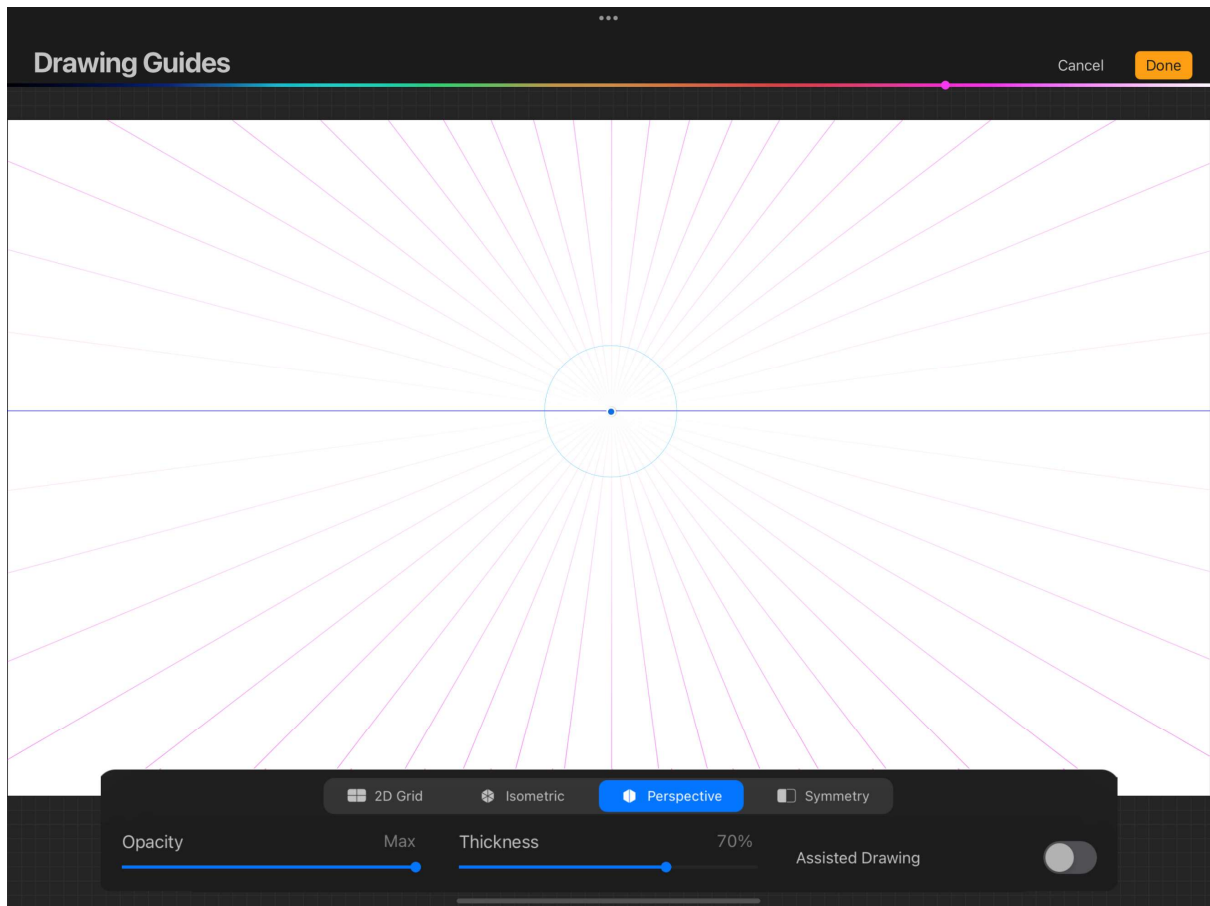 Drawing Guides
Cancel
Done
2D Grid
Isometric
Perspective
Symmetry
Opacity
Max
Thickness
70%
Assisted Drawing